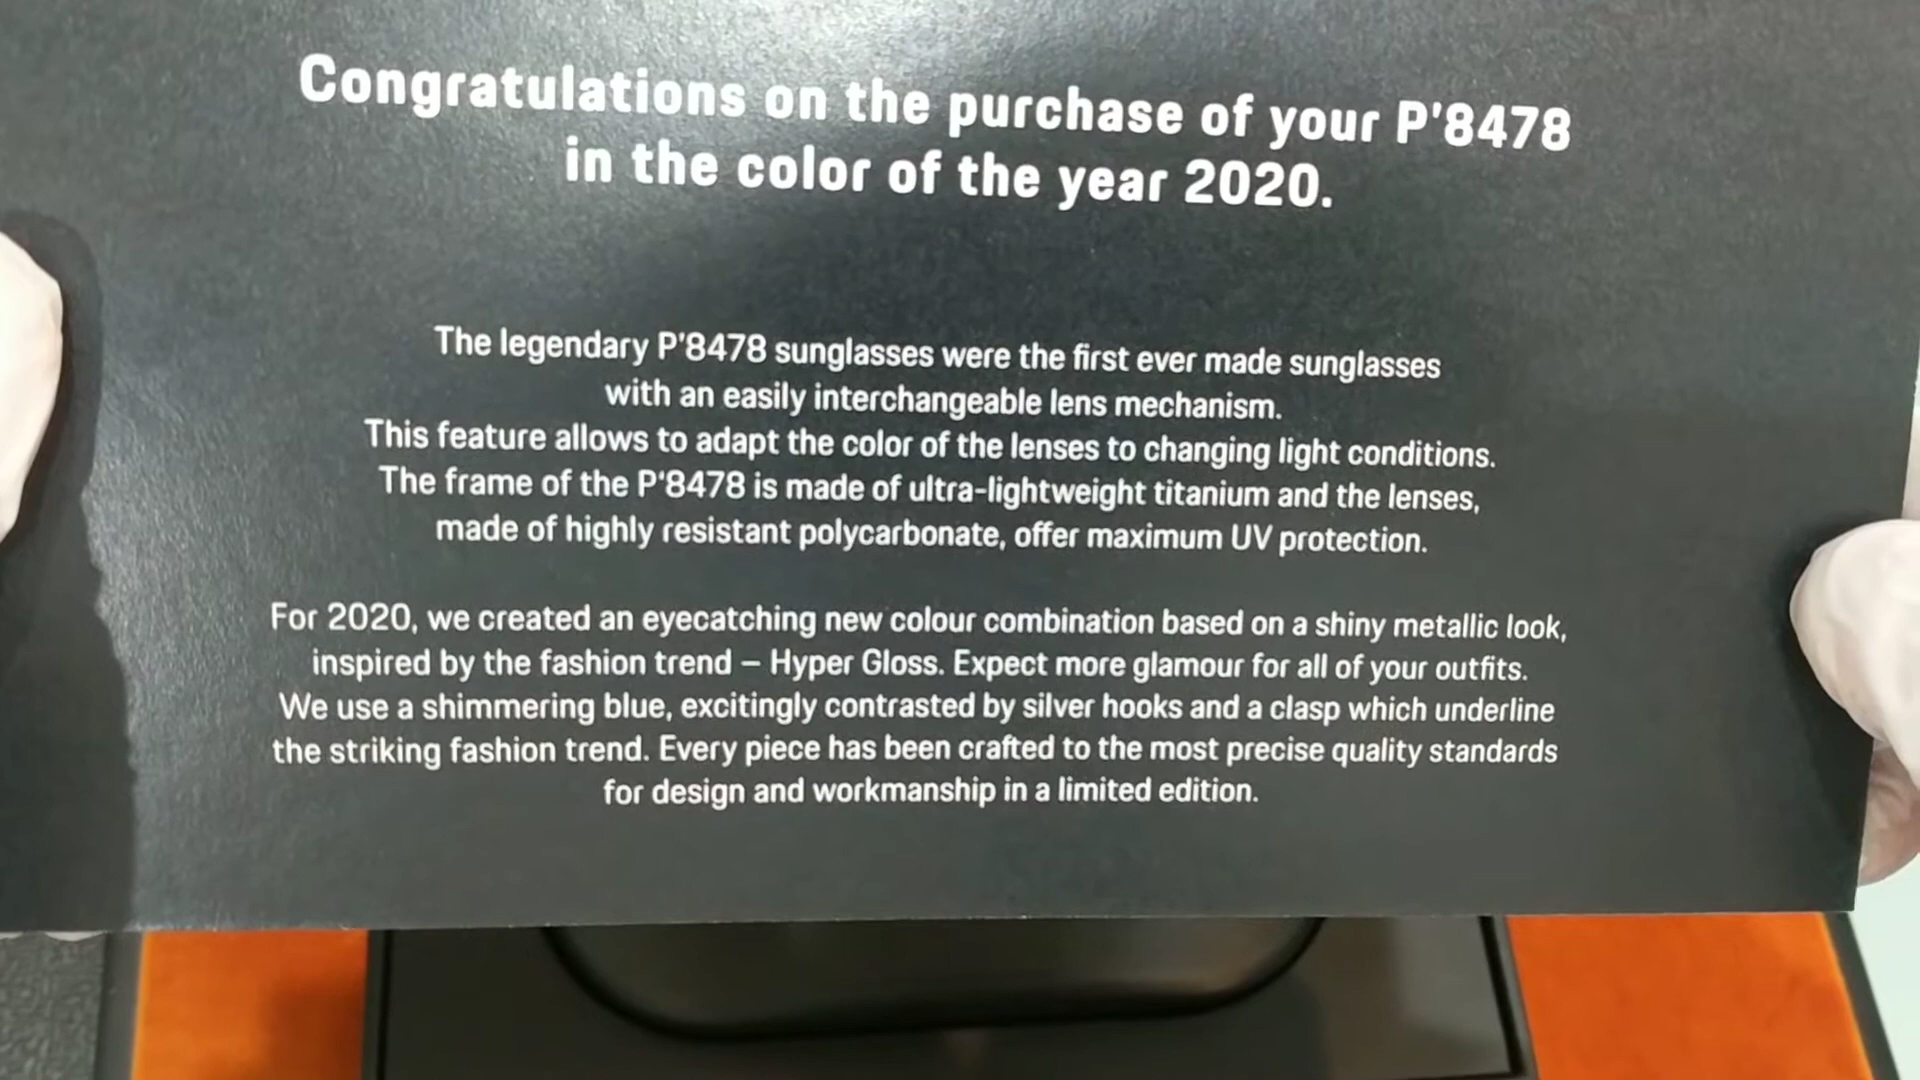 Congratulations on the purchase of your P'8478
in the color of the year 2020.
The legendary P'8478 sunglasses were the first ever made sunglasses
with an easily interchangeable lens mechanism.
This feature allows to adapt the color of the lenses to changing light conditions.
The frame of the P'8478 is made of ultra-lightweight titanium and the lenses,
made of highly resistant polycarbonate, offer maximum UV protection.
For 2020, we created an eyecatching new colour combination based on a shiny metallic look,
inspired by the fashion trend – Hyper Gloss. Expect more glamour for all of your outfits.
We use a shimmering blue, excitingly contrasted by silver hooks and a clasp which underline
the striking fashion trend. Every piece has been crafted to the most precise quality standards
for design and workmanship in a limited edition.